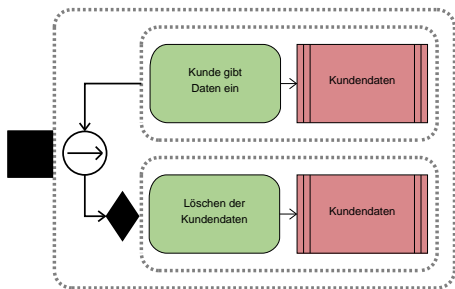 Kunde gibt
Daten ein
Kundendaten
Löschen der
Kundendaten
Kundendaten